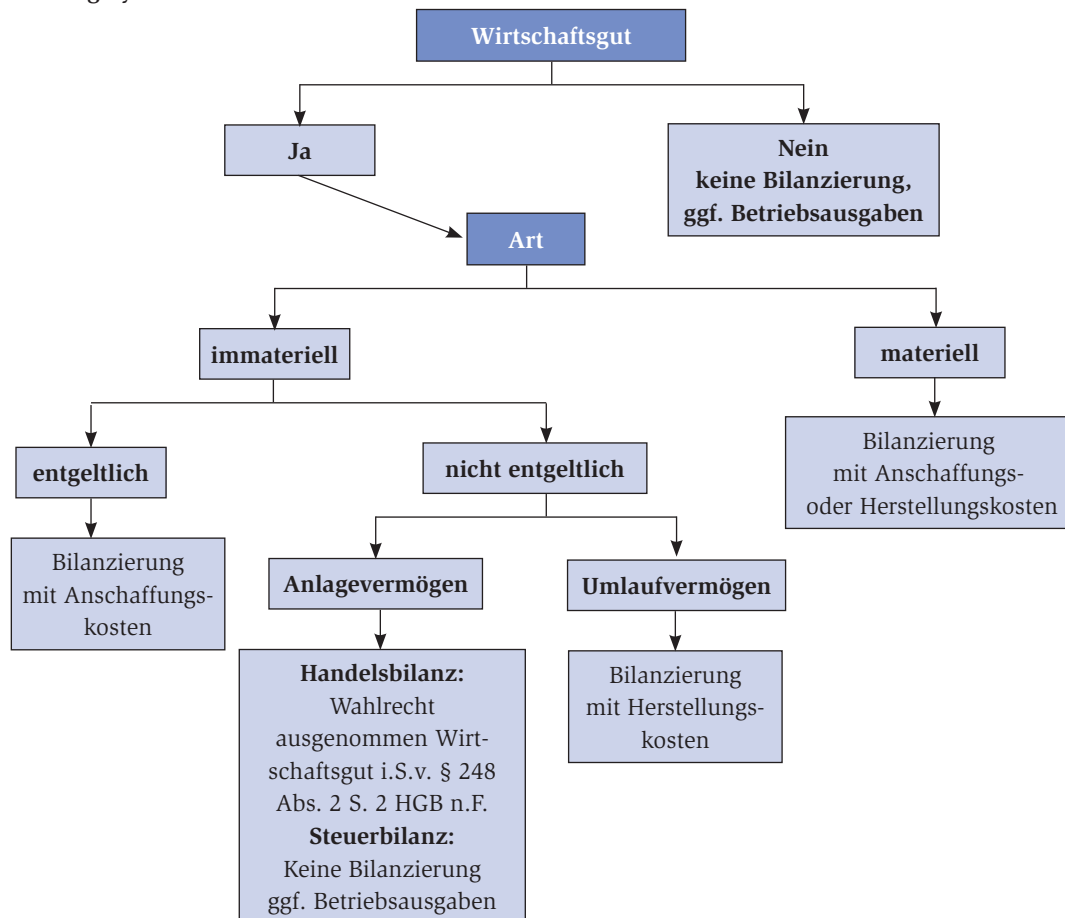 Wirtschaftsgut
Ja
Nein
keine Bilanzierung,
ggf. Betriebsausgaben
Art
immateriell
materiell
entgeltlich
nicht entgeltlich
Bilanzierung
mit Anschaffungs-
oder Herstellungskosten
Bilanzierung
mit Anschaffungs-
kosten
Anlagevermögen
Umlaufvermögen
Handelsbilanz:
Wahlrecht
ausgenommen Wirt-
schaftsgut i.S.v. § 248
Abs. 2 S. 2 HGB n.F.
Steuerbilanz:
Keine Bilanzierung
ggf. Betriebsausgaben
Bilanzierung
mit Herstellungs-
kosten